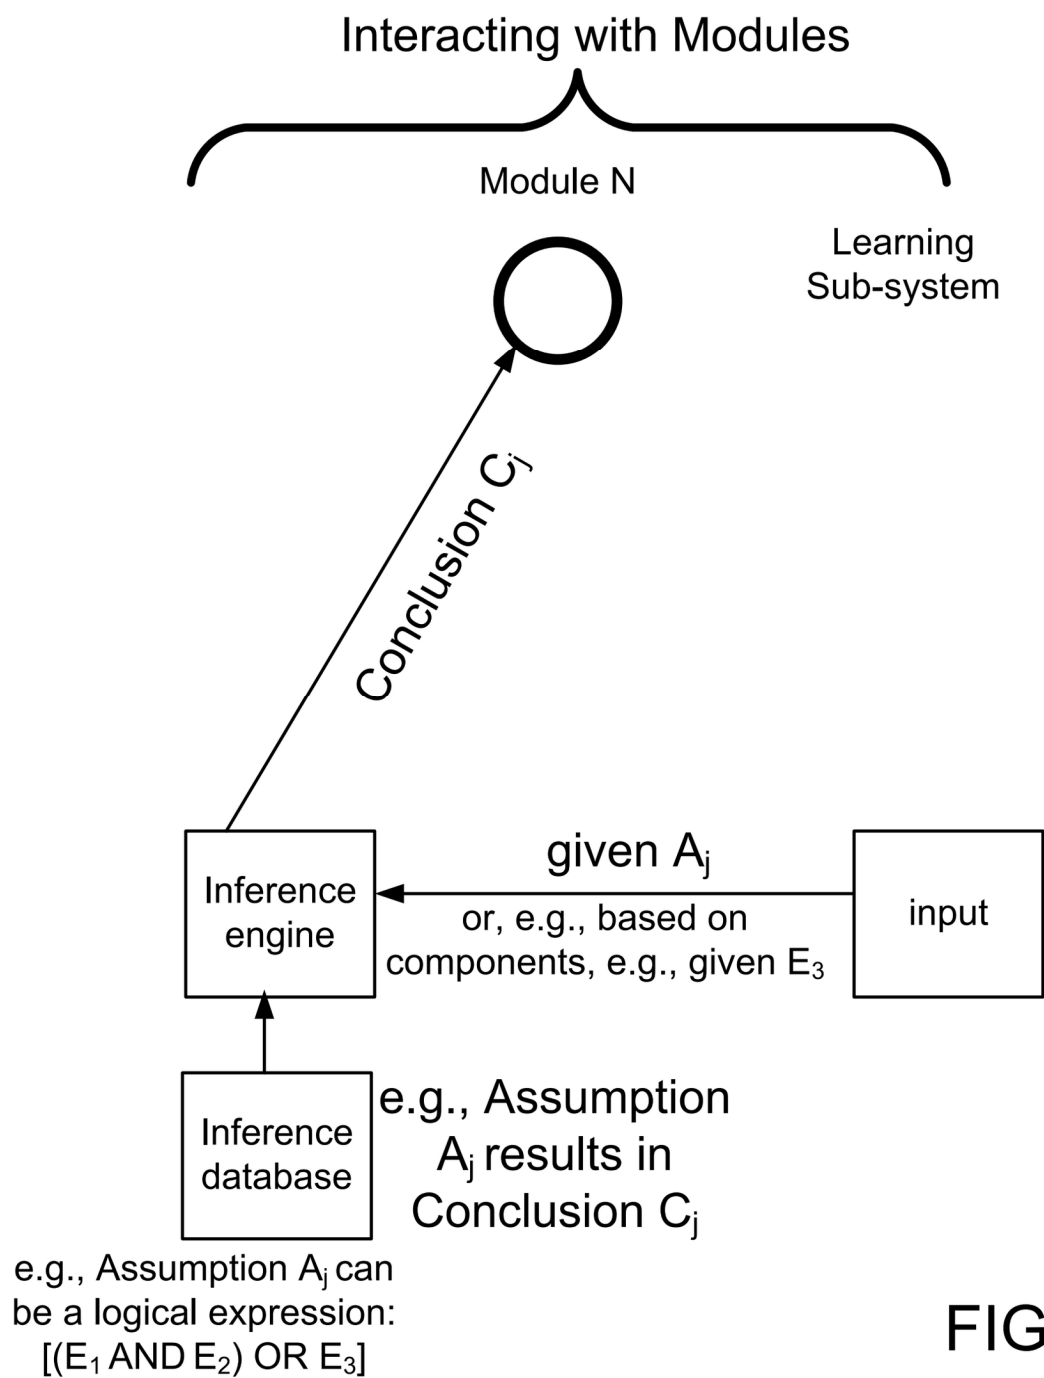 Interacting with Modules
Module N
Learning
Sub-system
Conclusion Cj
given Aj
Inference
engine
or, e.g., based on
components, e.g., given E3
input
Inference
database
e.g., Assumption
Aj results in
Conclusion Cj
e.g., Assumption Aj can
be a logical expression:
[(E1 AND E2) OR E3]
FIG